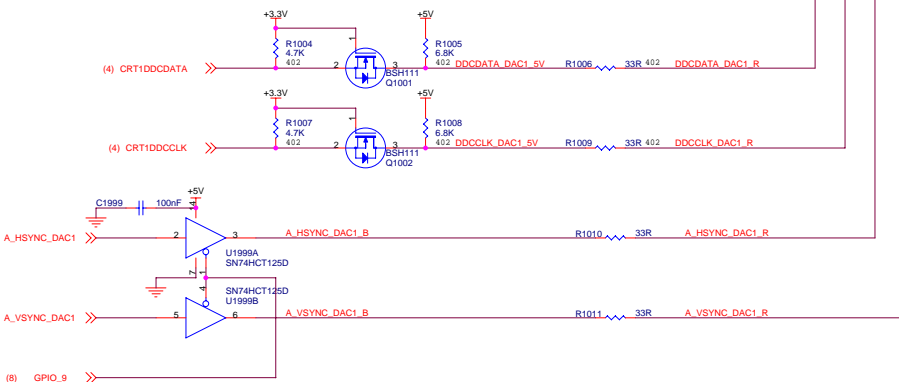 +3.3V
+5V
1
R1004
4.7K
402
R1005
6.8K
402
(4) CRT1DDCDATA
2
3
BSH111
Q1001
DDCDATA_DAC1_5V
R1006
33R
402
DDCDATA_DAC1_R
+3.3V
+5V
1
R1007
4.7K
402
R1008
6.8K
402
(4) CRT1DDCCLK
2
3
BSH111
Q1002
DDCCLK_DAC1_5V
R1009
33R
402
DDCCLK_DAC1_R
+5V
C1999
100nF
14
A_HSYNC_DAC1
2
3
A_HSYNC_DAC1_B
R1010
33R
A_HSYNC_DAC1_R
U1999A
SN74HCT125D
7
1
4
SN74HCT125D
U1999B
A_VSYNC_DAC1
5
6
A_VSYNC_DAC1_B
R1011
33R
A_VSYNC_DAC1_R
(8) GPIO_9